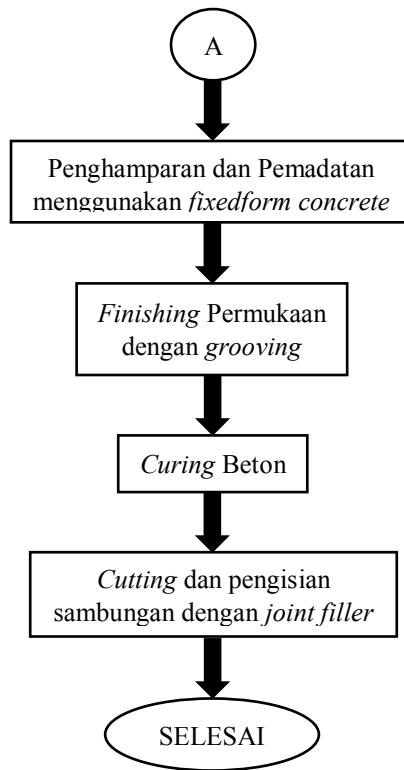 A
Penghamparan dan Pemadatan
menggunakan fixedform concrete
Finishing Permukaan
dengan grooving
Curing Beton
Cutting dan pengisian
sambungan dengan joint filler
SELESAI